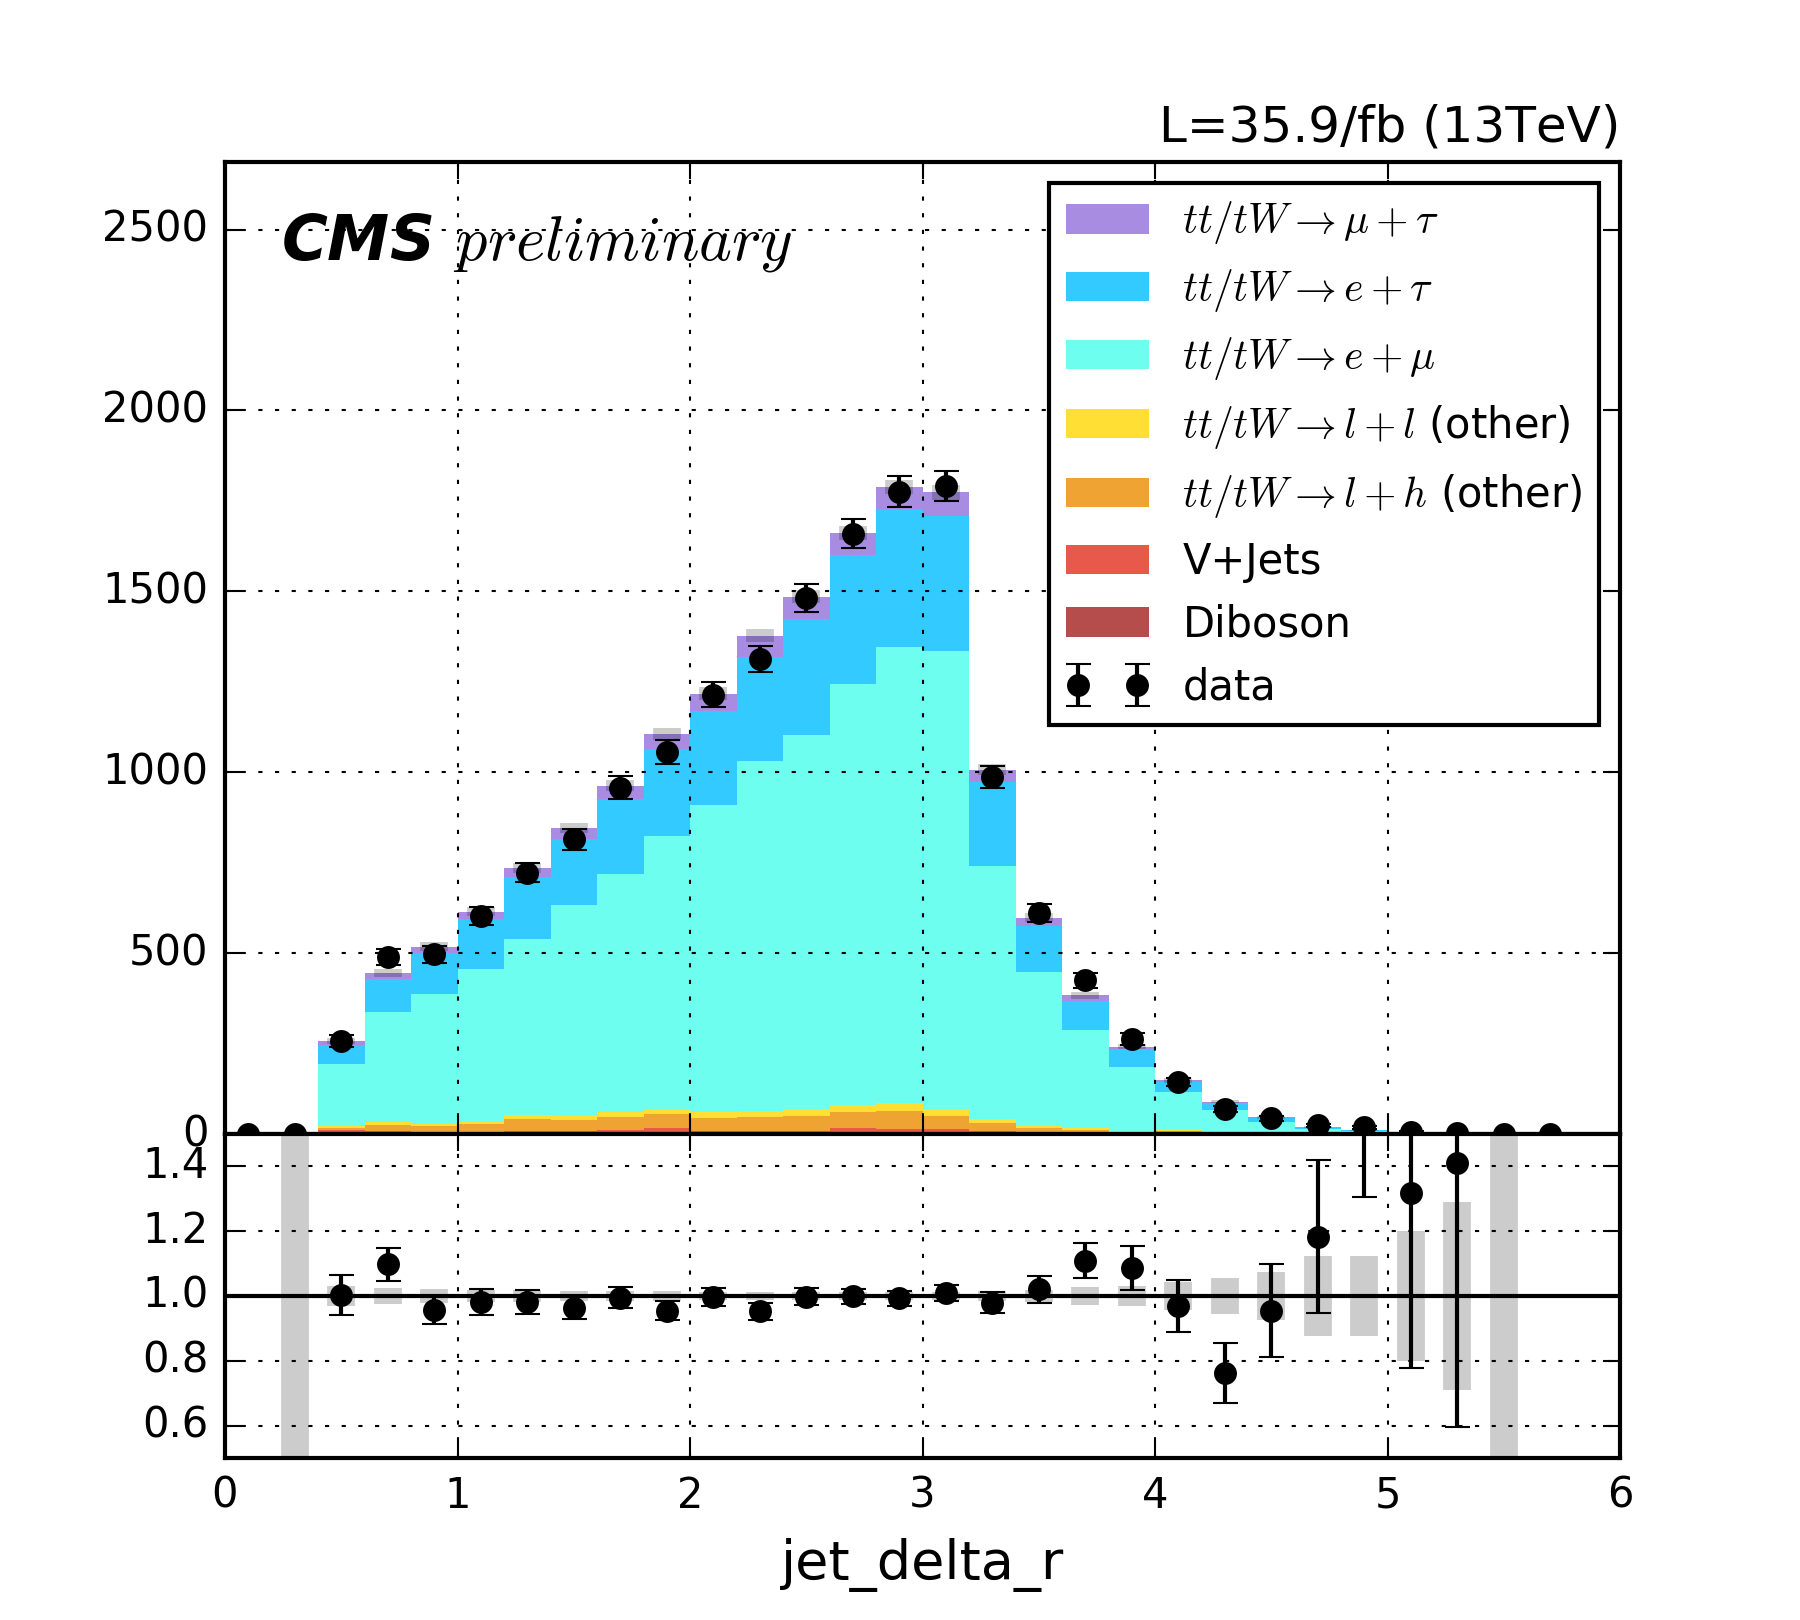 L=35.9/fb (13TeV)
CMS preliminary
2500
2000
1500
1000
500
0
tt/tW→μ+τ
tt/tW→e+τ
tt/tW→e+μ
tt/tW→l+l (other)
tt/tW→l+h (other)
V+Jets
Diboson
data
1.4
1.2
1.0
0.8
0.6
0 1 2 3 4 5 6
jet_delta_r